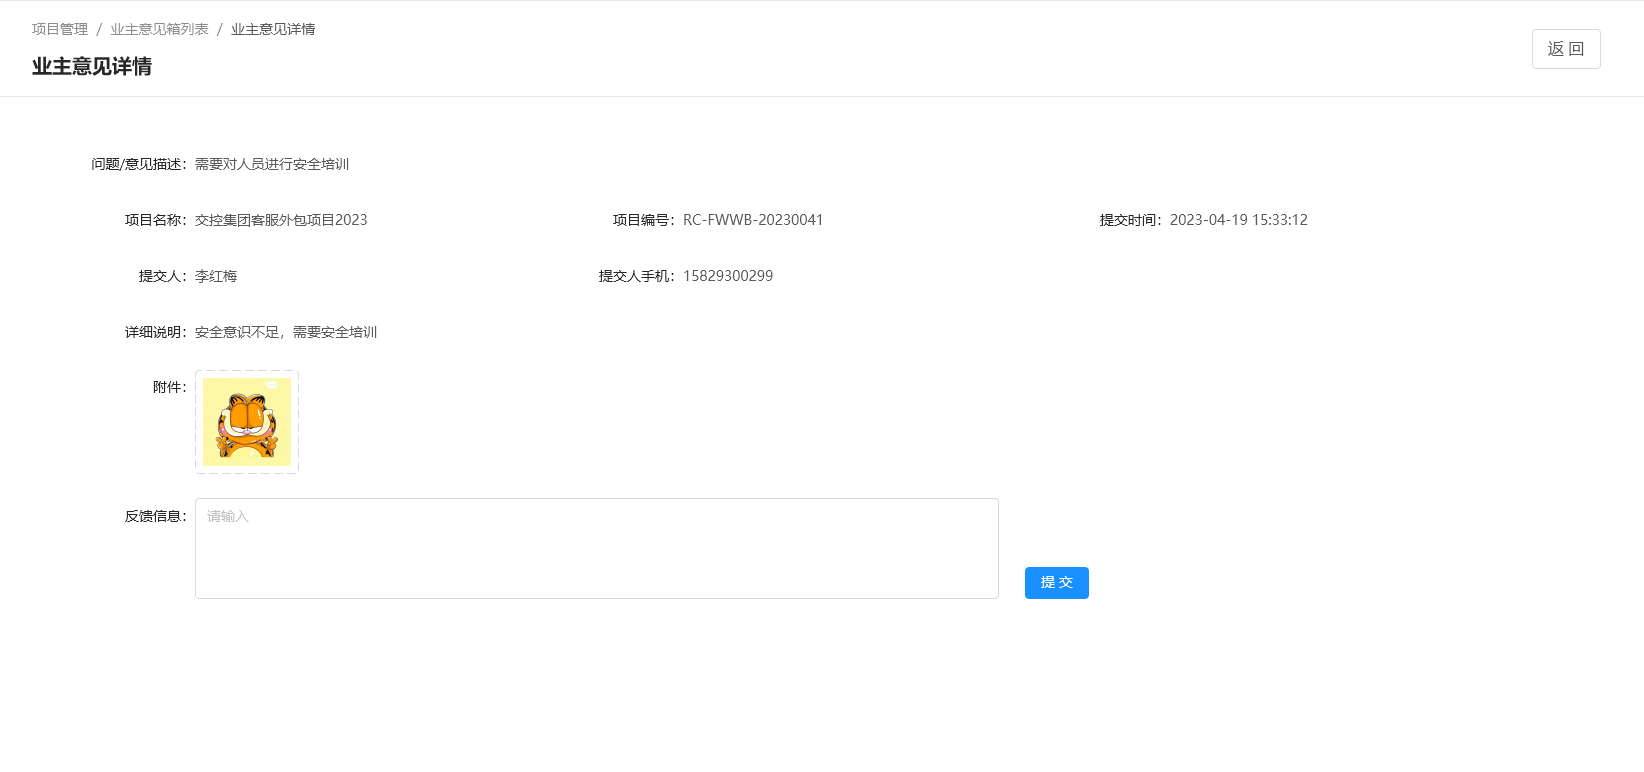 项目管理 / 业主意见箱列表 / 业主意见详情
业主意见详情
返 回
问题/意见描述：需要对人员进行安全培训
项目名称：交控集团客服外包项目2023 项目编号：RC-FWWB-20230041 提交时间：2023-04-19 15:33:12
提交人：李红梅 提交人手机：15829300299
详细说明：安全意识不足，需要安全培训
附件：
反馈信息：请输入
提 交